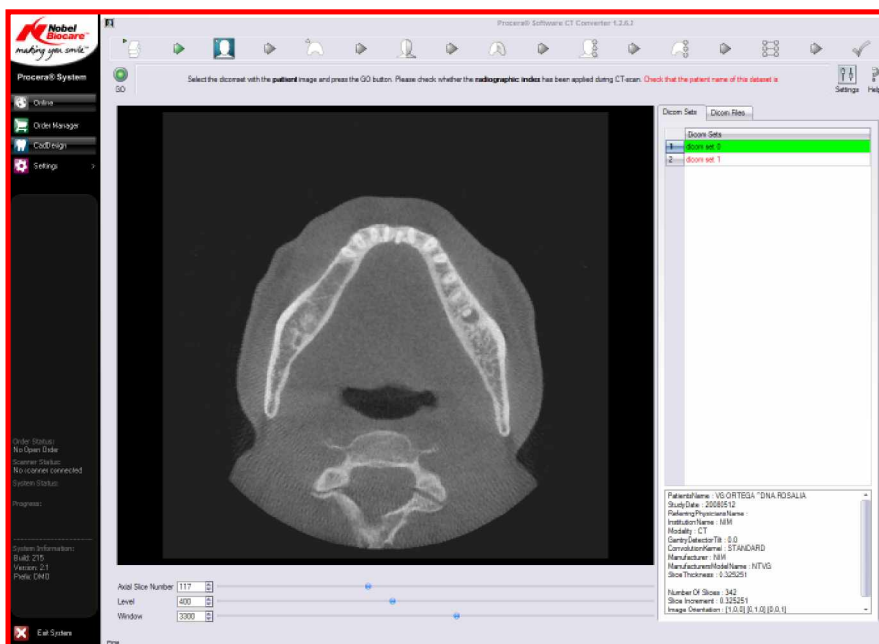 Procera® Software CT Converter 1.2.6.2
Nobel
Biocare™
making you smile™
Procera® System
Online
Order Manager
CadDesign
Settings >
GO
Select the dicomset with the patient image and press the GO button. Please check whether the radiographic index has been applied during CT-scan. Check that the patient name of this dataset is
Settings
Help
Dicom Sets
Dicom Files
Dicom Sets
1 dicom set 0
2 dicom set 1
Order Status:
No Open Order
Scanner Status:
No scanner connected
System Status:
Progress:
System Information:
Build: 215
Version: 2.1
Prefix: DMO
Exit System
PatientsName : VG-ORTEGA ^DNA.ROSALIA
StudyDate : 20080512
ReferringPhysiciansName :
InstitutionName : NIM
Modality : CT
GantryDetectorTilt : 0.0
ConvolutionKernel : STANDARD
Manufacturer : NIM
ManufacturersModelName : NTVG
SliceThickness : 0.325251
Number Of Slices : 342
Slice Increment : 0.325251
Image Orientation : [1,0,0] [0,1,0] [0,0,1]
Axial Slice Number 117
Level 400
Window 3300